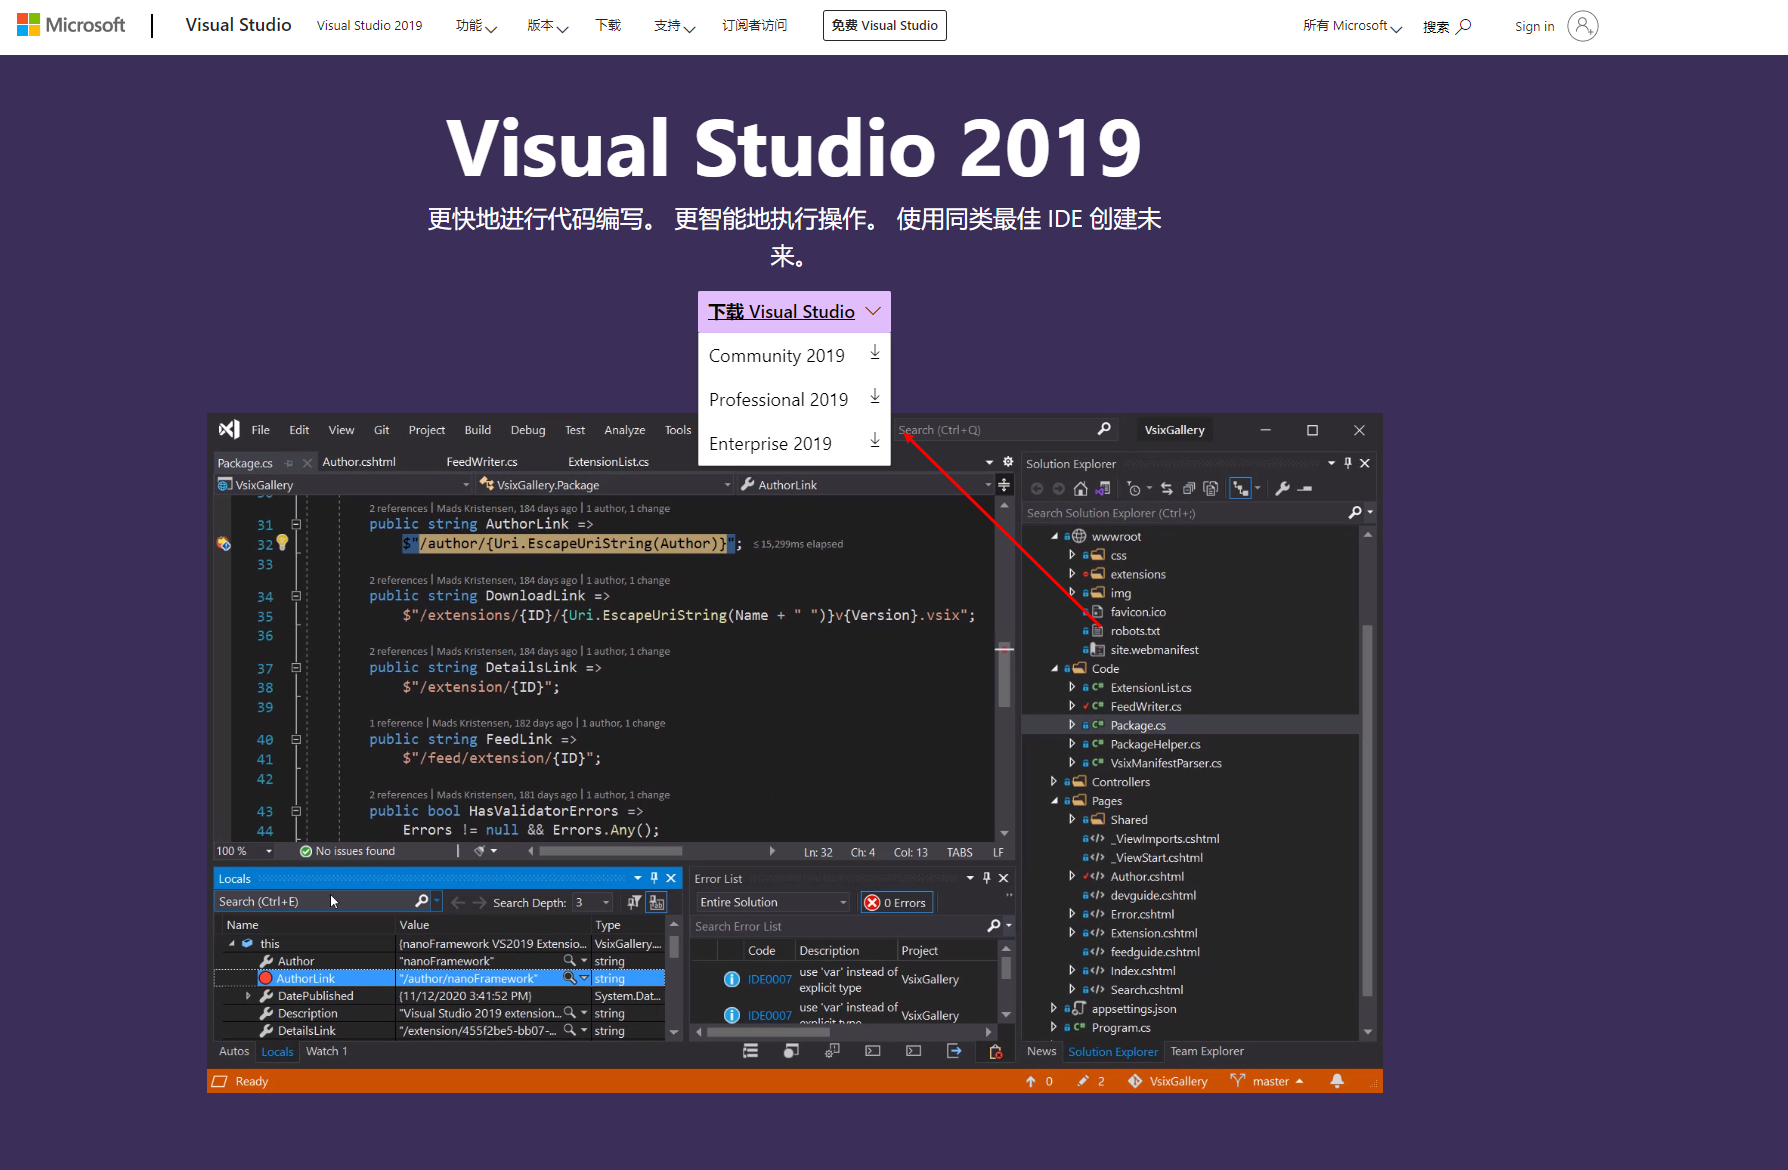 Microsoft
Visual Studio
Visual Studio 2019
功能
版本
下载
支持
订阅者访问
免费 Visual Studio
所有 Microsoft
搜索
Sign in
Visual Studio 2019
更快地进行代码编写。 更智能地执行操作。 使用同类最佳 IDE 创建未
来。
下载 Visual Studio
Community 2019
Professional 2019
Enterprise 2019
File Edit View Git Project Build Debug Test Analyze Tools
Search (Ctrl+Q)
VsixGallery
Package.cs Author.cshtml FeedWriter.cs ExtensionList.cs
VsixGallery VsixGallery.Package AuthorLink
2 references | Mads Kristensen, 184 days ago | 1 author, 1 change
31 public string AuthorLink =>
32 $"/author/{Uri.EscapeUriString(Author)}"; ≤ 15,299ms elapsed
33
2 references | Mads Kristensen, 184 days ago | 1 author, 1 change
34 public string DownloadLink =>
35 $"/extensions/{ID}/{Uri.EscapeUriString(Name + " ")}v{Version}.vsix";
36
2 references | Mads Kristensen, 184 days ago | 1 author, 1 change
37 public string DetailsLink =>
38 $"/extension/{ID}";
39
1 reference | Mads Kristensen, 182 days ago | 1 author, 1 change
40 public string FeedLink =>
41 $"/feed/extension/{ID}";
42
2 references | Mads Kristensen, 181 days ago | 1 author, 1 change
43 public bool HasValidatorErrors =>
44 Errors != null && Errors.Any();
100 % No issues found Ln: 32 Ch: 4 Col: 13 TABS LF
Solution Explorer
Search Solution Explorer (Ctrl+;)
wwwroot
css
extensions
img
favicon.ico
robots.txt
site.webmanifest
Code
ExtensionList.cs
FeedWriter.cs
Package.cs
PackageHelper.cs
VsixManifestParser.cs
Controllers
Pages
Shared
_ViewImports.cshtml
_ViewStart.cshtml
Author.cshtml
devguide.cshtml
Error.cshtml
Extension.cshtml
feedguide.cshtml
Index.cshtml
Search.cshtml
appsettings.json
Program.cs
News Solution Explorer Team Explorer
Locals
Search (Ctrl+E) Search Depth: 3
Name Value Type
this {nanoFramework VS2019 Extensio... VsixGallery....
Author "nanoFramework" string
AuthorLink "/author/nanoFramework" string
DatePublished {11/12/2020 3:41:52 PM} System.Dat...
Description "Visual Studio 2019 extension... string
DetailsLink "/extension/455f2be5-bb07-... string
Autos Locals Watch 1
Error List
Entire Solution 0 Errors
Search Error List
Code Description Project
IDE0007 use 'var' instead of explicit type VsixGallery
IDE0007 use 'var' instead of explicit type VsixGallery
Ready
0 2 VsixGallery master